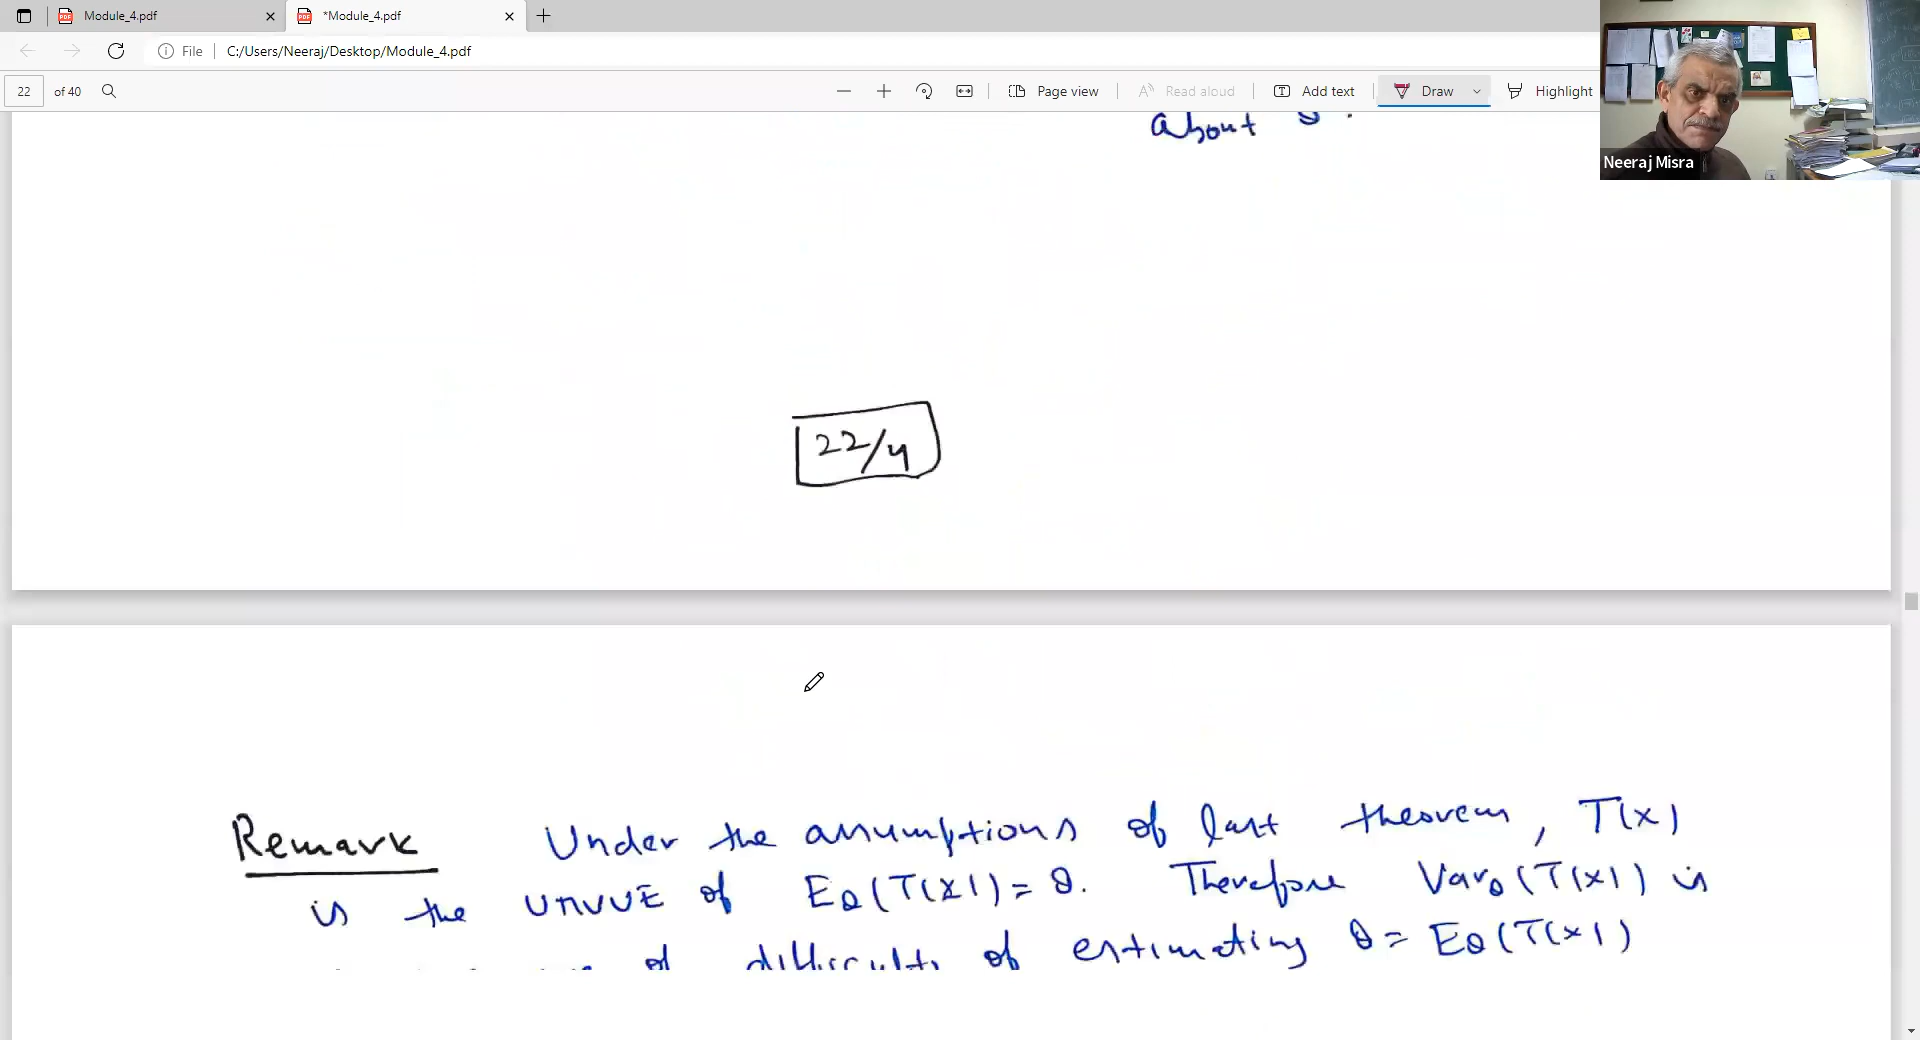 Module_4.pdf
*Module_4.pdf
File
C:/Users/Neeraj/Desktop/Module_4.pdf
22 of 40
Page view
Read aloud
Add text
Draw
Highlight
Neeraj Misra
About
22/4
Remark Under the assumptions of last theorem, T(X)
is the UMVUE of Eθ(T(X))=θ. Therefore Varθ(T(X)) is
of difficulty of estimating θ = Eθ(T(X))